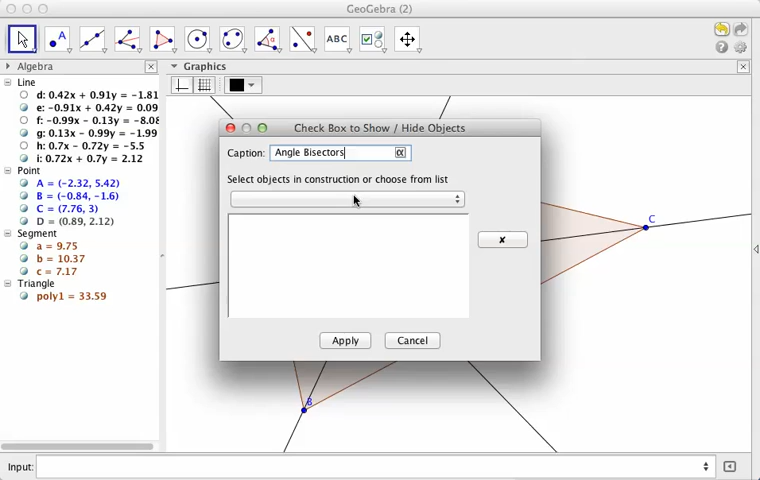 GeoGebra
ABC
Algebra
Graphics
Line
d: 0.42x + 0.91y = -1.81
e: -0.91x + 0.42y = 0.09
f: -0.99x - 0.13y = -8.08
g: 0.13x - 0.99y = -1.99
h: 0.7x - 0.72y = -5.5
i: 0.72x + 0.7y = 2.12
Point
A = (-2.32, 5.42)
B = (-0.84, -1.6)
C = (7.76, 3)
D = (0.89, 2.12)
Segment
a = 9.75
b = 10.37
c = 7.17
Triangle
poly1 = 33.59
Check Box to Show / Hide Objects
Caption: Angle Bisectors α
Select objects in construction or choose from list
Apply Cancel
C
B
Input: